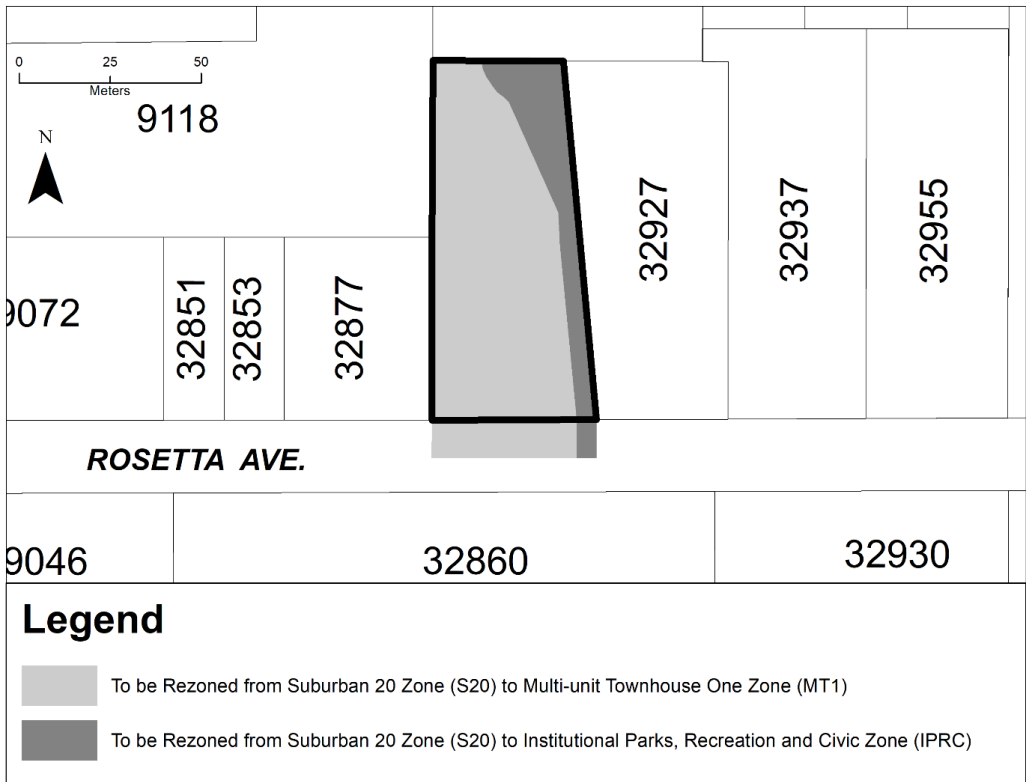 0 25 50
Meters
9118
N
32927
32937
32955
9072
32851
32853
32877
ROSETTA AVE.
9046
32860
32930
Legend
To be Rezoned from Suburban 20 Zone (S20) to Multi-unit Townhouse One Zone (MT1)
To be Rezoned from Suburban 20 Zone (S20) to Institutional Parks, Recreation and Civic Zone (IPRC)